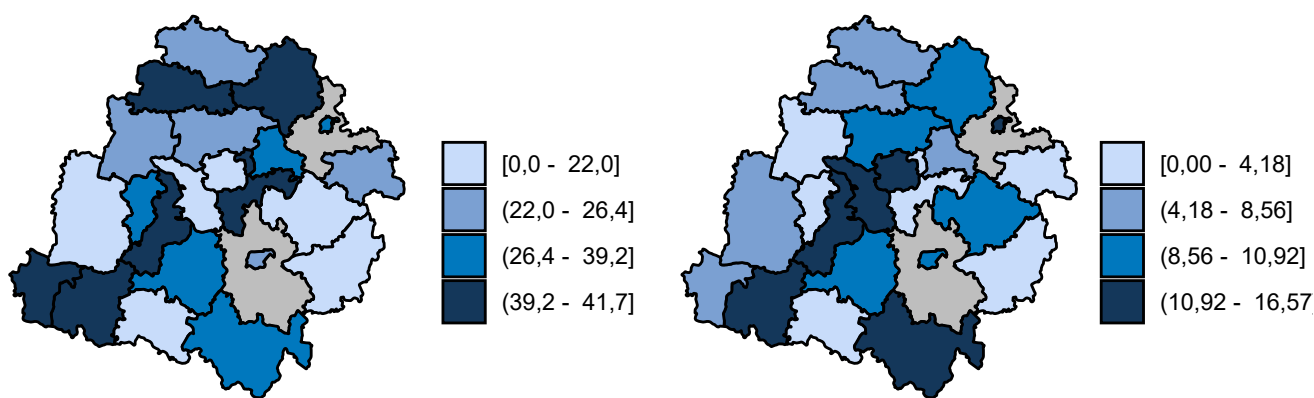 [0,0 - 22,0]
(22,0 - 26,4]
(26,4 - 39,2]
(39,2 - 41,7]
[0,00 - 4,18]
(4,18 - 8,56]
(8,56 - 10,92]
(10,92 - 16,57]